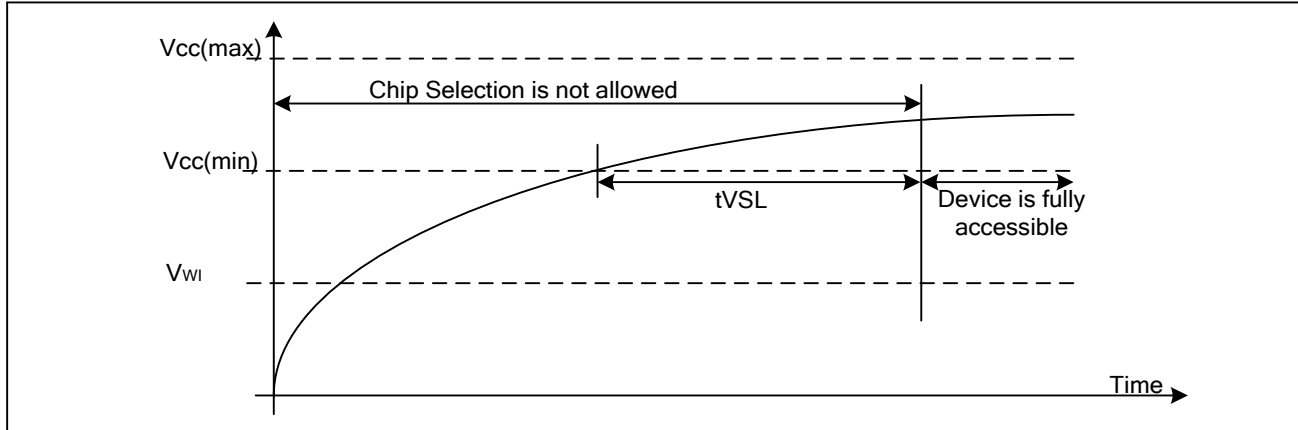 Vcc(max)
Chip Selection is not allowed
Vcc(min)
tVSL
Device is fully
accessible
VWI
Time